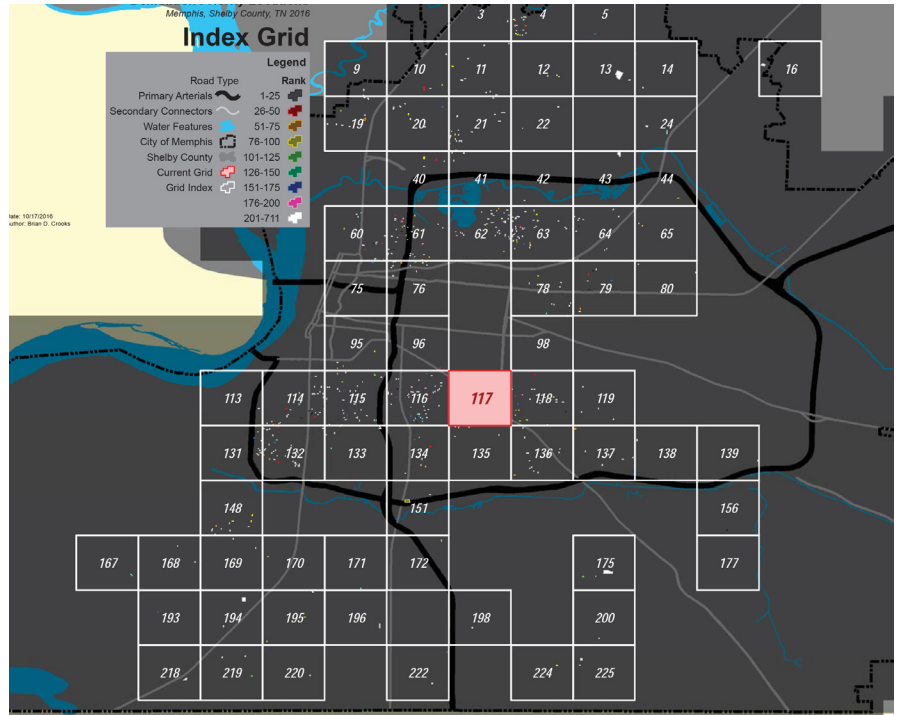 Memphis, Shelby County, TN 2016
Index Grid
Legend
Road Type Rank
Primary Arterials 1-25
Secondary Connectors 26-50
Water Features 51-75
City of Memphis 76-100
Shelby County 101-125
Current Grid 126-150
Grid Index 151-175
176-200
201-711
Date: 10/17/2016
Author: Brian D. Crooks
3 4 5
9 10 11 12 13 14 16
19 20 21 22 24
40 41 42 43 44
60 61 62 63 64 65
75 76 78 79 80
95 96 98
113 114 115 116 117 118 119
131 132 133 134 135 136 137 138 139
148 151 156
167 168 169 170 171 172 175 177
193 194 195 196 198 200
218 219 220 222 224 225